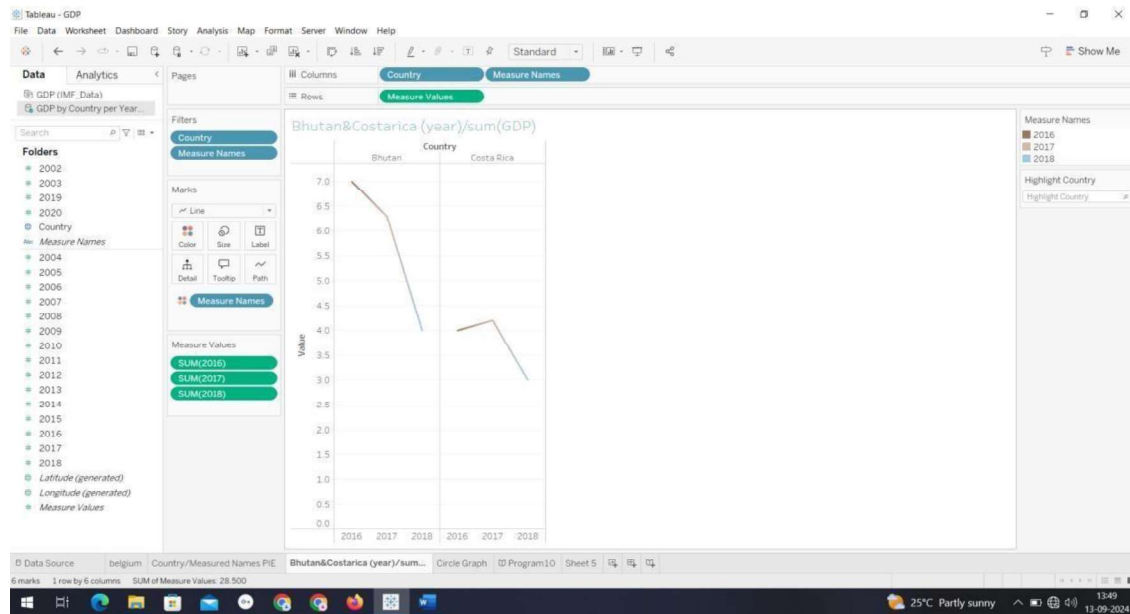 Tableau - GDP
File Data Worksheet Dashboard Story Analysis Map Format Server Window Help
Standard
Show Me
Data Analytics
GDP (IMF_Data)
GDP by Country per Year...
Search
Folders
2002
2003
2019
2020
Country
Abc Measure Names
2004
2005
2006
2007
2008
2009
2010
2011
2012
2013
2014
2015
2016
2017
2018
Latitude (generated)
Longitude (generated)
Measure Values
Pages
Filters
Country
Measure Names
Marks
Line
Color Size Label
Detail Tooltip Path
Measure Names
Measure Values
SUM(2016)
SUM(2017)
SUM(2018)
Columns Country Measure Names
Rows Measure Values
Bhutan&Costarica (year)/sum(GDP)
Country
Bhutan Costa Rica
Value
7.0
6.5
6.0
5.5
5.0
4.5
4.0
3.5
3.0
2.5
2.0
1.5
1.0
0.5
0.0
2016 2017 2018 2016 2017 2018
Measure Names
2016
2017
2018
Highlight Country
Highlight Country
Data Source belgium Country/Measured Names PIE Bhutan&Costarica (year)/sum... Circle Graph Program10 Sheet 5
6 marks 1 row by 6 columns SUM of Measure Values: 28.500
25°C Partly sunny
13:49
13-09-2024